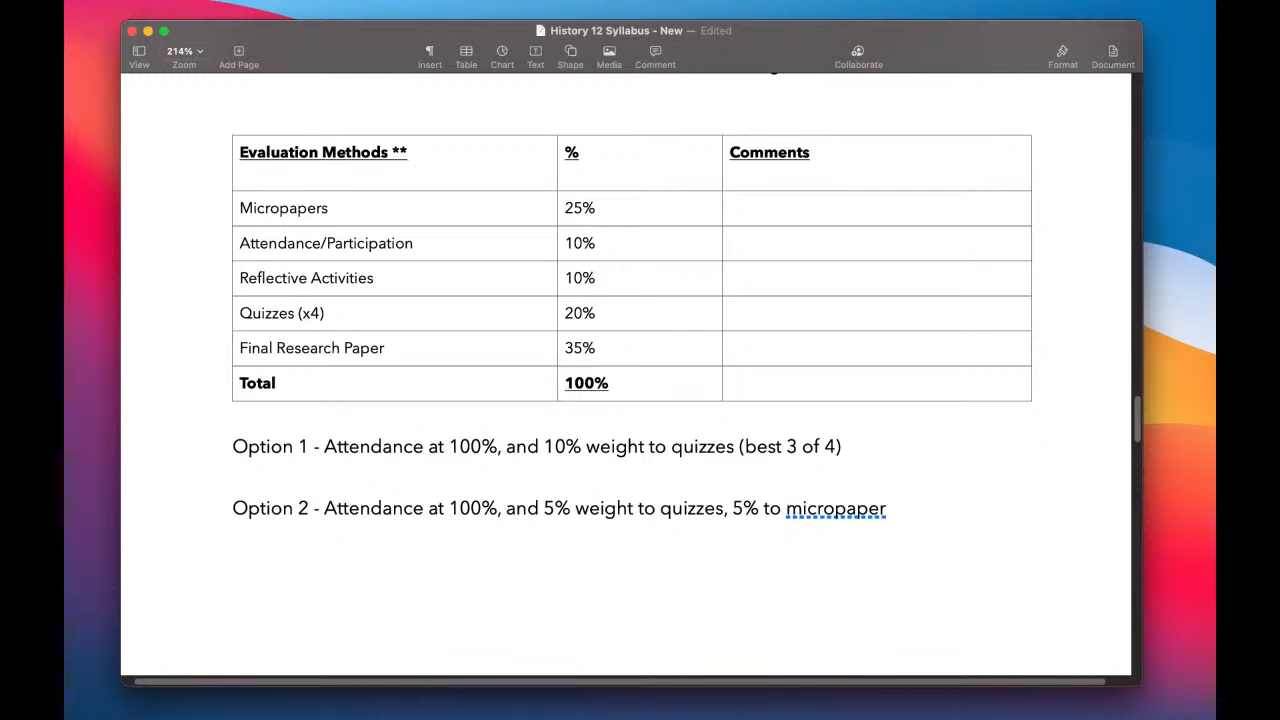 History 12 Syllabus - New — Edited
214%
View Zoom Add Page Insert Table Chart Text Shape Media Comment Collaborate Format Document
Evaluation Methods ** % Comments
Micropapers 25%
Attendance/Participation 10%
Reflective Activities 10%
Quizzes (x4) 20%
Final Research Paper 35%
Total 100%
Option 1 - Attendance at 100%, and 10% weight to quizzes (best 3 of 4)
Option 2 - Attendance at 100%, and 5% weight to quizzes, 5% to micropaper